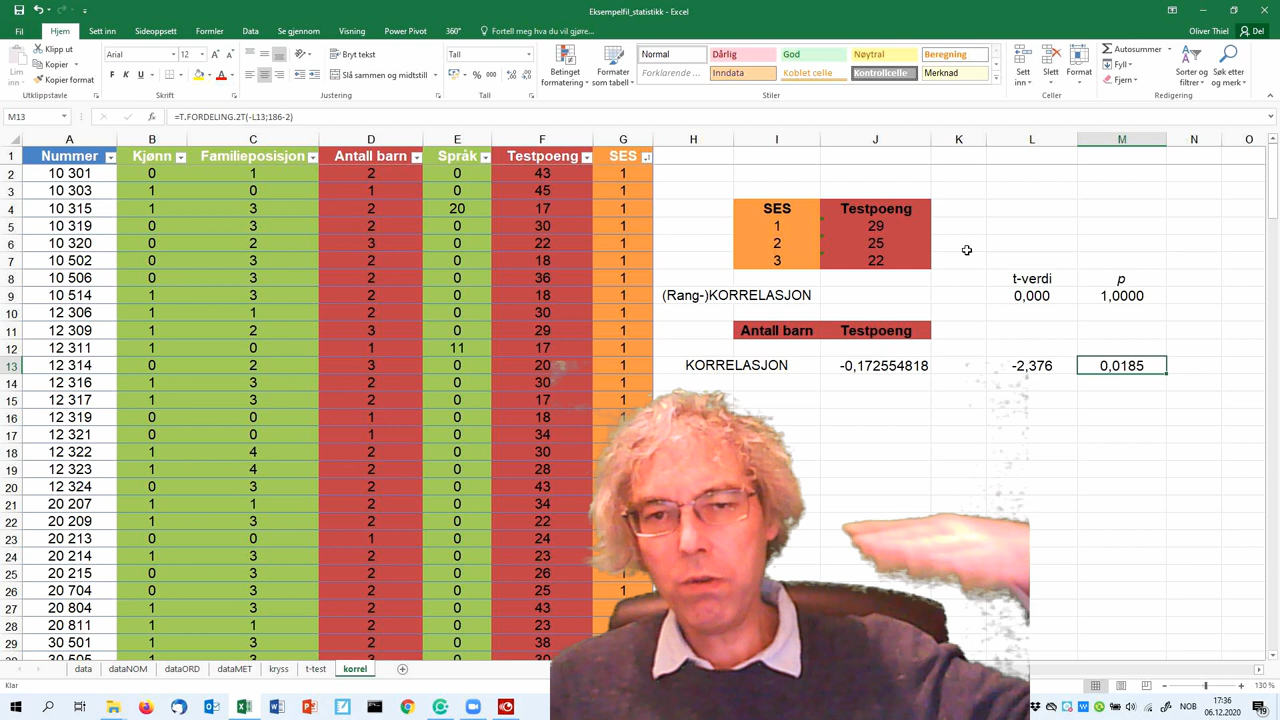 Eksempelfil_statistikk - Excel
Oliver Thiel
Del
Fil
Hjem
Sett inn
Sideoppsett
Formler
Data
Se gjennom
Visning
Power Pivot
360°
Fortell meg hva du vil gjøre
Lim inn
Klipp ut
Kopier
Kopier format
Utklippstavle
Arial
12
F K U
Skrift
Bryt tekst
Slå sammen og midtstill
Justering
Tall
% 000
Tall
Betinget formatering
Formater som tabell
Normal Dårlig God Nøytral Beregning
Forklarende ... Inndata Koblet celle Kontrollcelle Merknad
Stiler
Sett inn
Slett
Format
Celler
Autosummer
Fyll
Fjern
Sorter og filtrer
Søk etter og merk
Redigering
M13
fx
=T.FORDELING.2T(-L13;186-2)
A B C D E F G H I J K L N O
1 Nummer Kjønn Familieposisjon Antall barn Språk Testpoeng SES
2 10 301 0 1 2 0 43 1
3 10 303 1 0 1 0 45 1
4 10 315 1 3 2 20 17 1 SES Testpoeng
5 10 319 0 3 2 0 30 1 1 29
6 10 320 0 2 3 0 22 1 2 25
7 10 502 0 3 2 0 18 1 3 22
8 10 506 0 3 2 0 36 1 t-verdi p
9 10 514 1 3 2 0 18 1 (Rang-)KORRELASJON 0,000 1,0000
10 12 306 1 1 2 0 30 1
11 12 309 1 2 3 0 29 1 Antall barn Testpoeng
12 12 311 1 0 1 11 17 1
13 12 314 0 2 3 0 20 1 KORRELASJON -0,172554818 -2,376 0,0185
14 12 316 1 3 2 0 30 1
15 12 317 1 3 2 0 17 1
16 12 319 0 0 1 0 18 1
17 12 321 0 0 1 0 34
18 12 322 1 4 2 0 30
19 12 323 1 4 2 0 28
20 12 324 0 3 2 0 43
21 20 207 1 1 2 0 34
22 20 209 1 3 2 0 22
23 20 213 0 0 1 0 24
24 20 214 1 3 2 0 23
25 20 215 0 3 2 0 26
26 20 704 0 3 2 0 25 1
27 20 804 1 3 2 0 43
28 20 811 1 1 2 0 23
29 30 501 1 3 2 0 38
data dataNOM dataORD dataMET kryss t-test korrel
Klar
130 %
NOB
17:36
06.12.2020